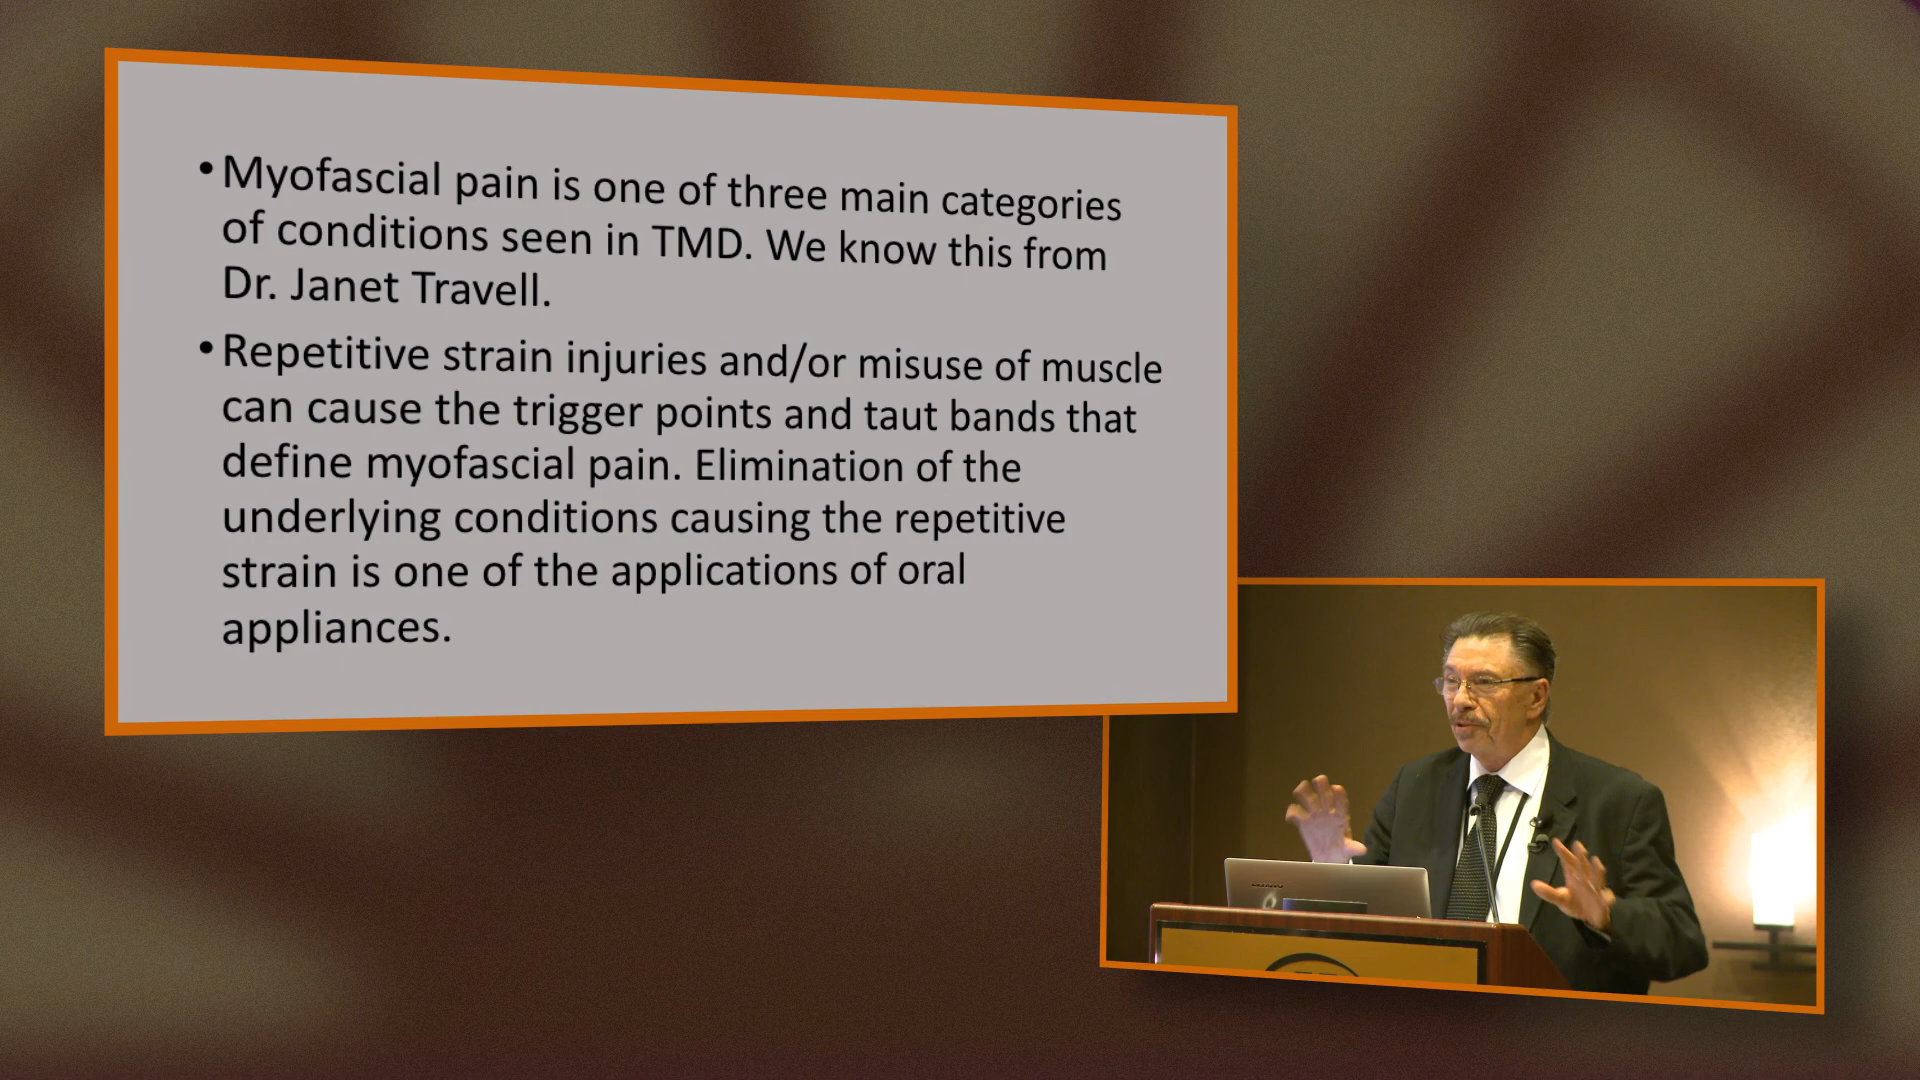 • Myofascial pain is one of three main categories
of conditions seen in TMD. We know this from
Dr. Janet Travell.
• Repetitive strain injuries and/or misuse of muscle
can cause the trigger points and taut bands that
define myofascial pain. Elimination of the
underlying conditions causing the repetitive
strain is one of the applications of oral
appliances.